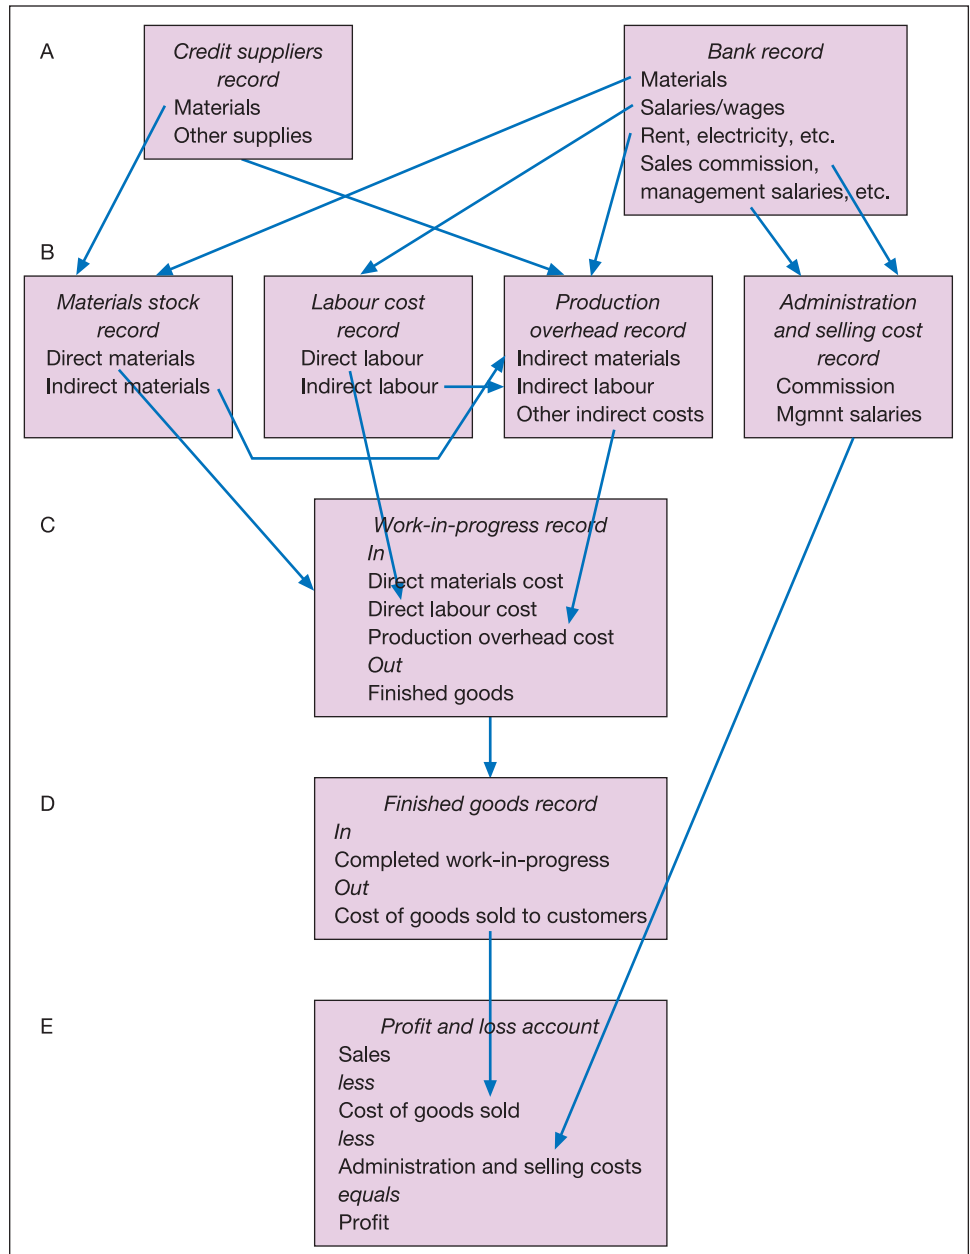 A
Credit suppliers
record
Materials
Other supplies
Bank record
Materials
Salaries/wages
Rent, electricity, etc.
Sales commission,
management salaries, etc.
B
Materials stock
record
Direct materials
Indirect materials
Labour cost
record
Direct labour
Indirect labour
Production
overhead record
Indirect materials
Indirect labour
Other indirect costs
Administration
and selling cost
record
Commission
Mgmnt salaries
C
Work-in-progress record
In
Direct materials cost
Direct labour cost
Production overhead cost
Out
Finished goods
D
Finished goods record
In
Completed work-in-progress
Out
Cost of goods sold to customers
E
Profit and loss account
Sales
less
Cost of goods sold
less
Administration and selling costs
equals
Profit